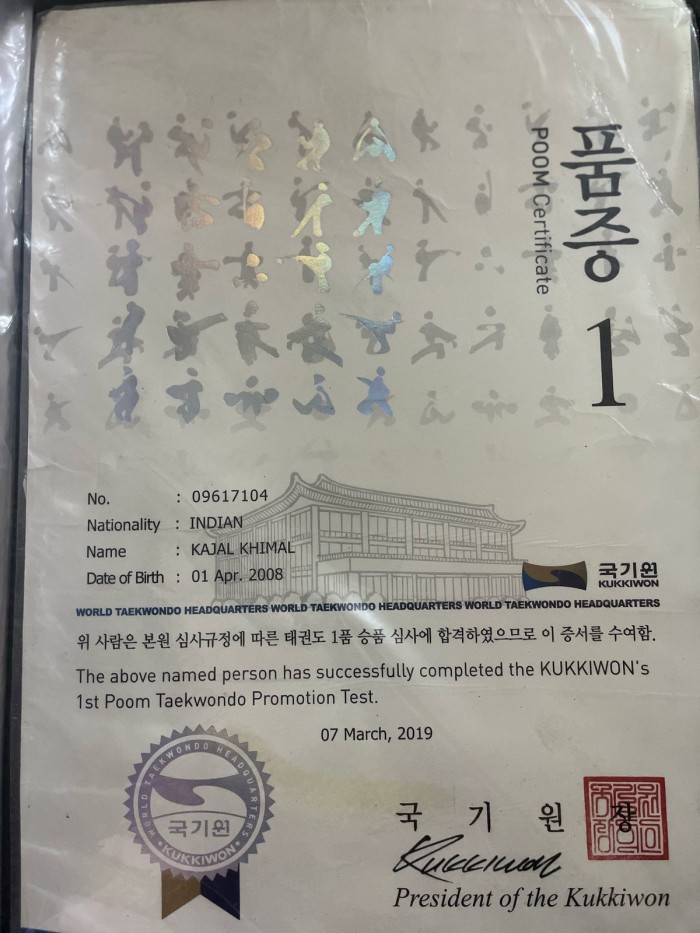 품증
POOM Certificate
1
No. : 09617104
Nationality : INDIAN
Name : KAJAL KHIMAL
Date of Birth : 01 Apr. 2008
국기원
KUKKIWON
WORLD TAEKWONDO HEADQUARTERS WORLD TAEKWONDO HEADQUARTERS WORLD TAEKWONDO HEADQUARTERS
위 사람은 본원 심사규정에 따른 태권도 1품 승품 심사에 합격하였으므로 이 증서를 수여함.
The above named person has successfully completed the KUKKIWON's
1st Poom Taekwondo Promotion Test.
07 March, 2019
WORLD TAEKWONDO HEADQUARTERS
국기원
• KUKKIWON •
국 기 원 장
Kukkiwon
President of the Kukkiwon